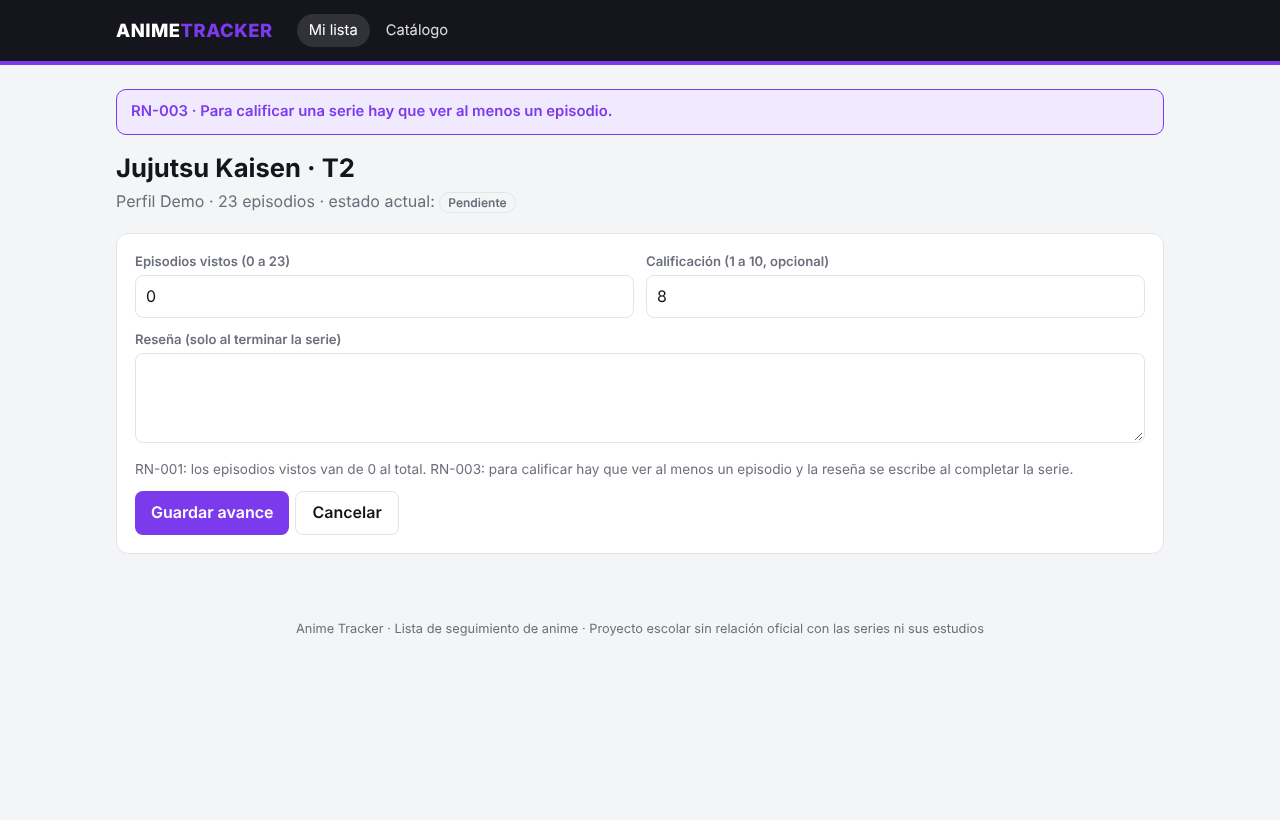 ANIMETRACKER Mi lista Catálogo
RN-003 · Para calificar una serie hay que ver al menos un episodio.
Jujutsu Kaisen · T2
Perfil Demo · 23 episodios · estado actual: Pendiente
Episodios vistos (0 a 23) Calificación (1 a 10, opcional)
0 8
Reseña (solo al terminar la serie)
RN-001: los episodios vistos van de 0 al total. RN-003: para calificar hay que ver al menos un episodio y la reseña se escribe al completar la serie.
Guardar avance Cancelar
Anime Tracker · Lista de seguimiento de anime · Proyecto escolar sin relación oficial con las series ni sus estudios